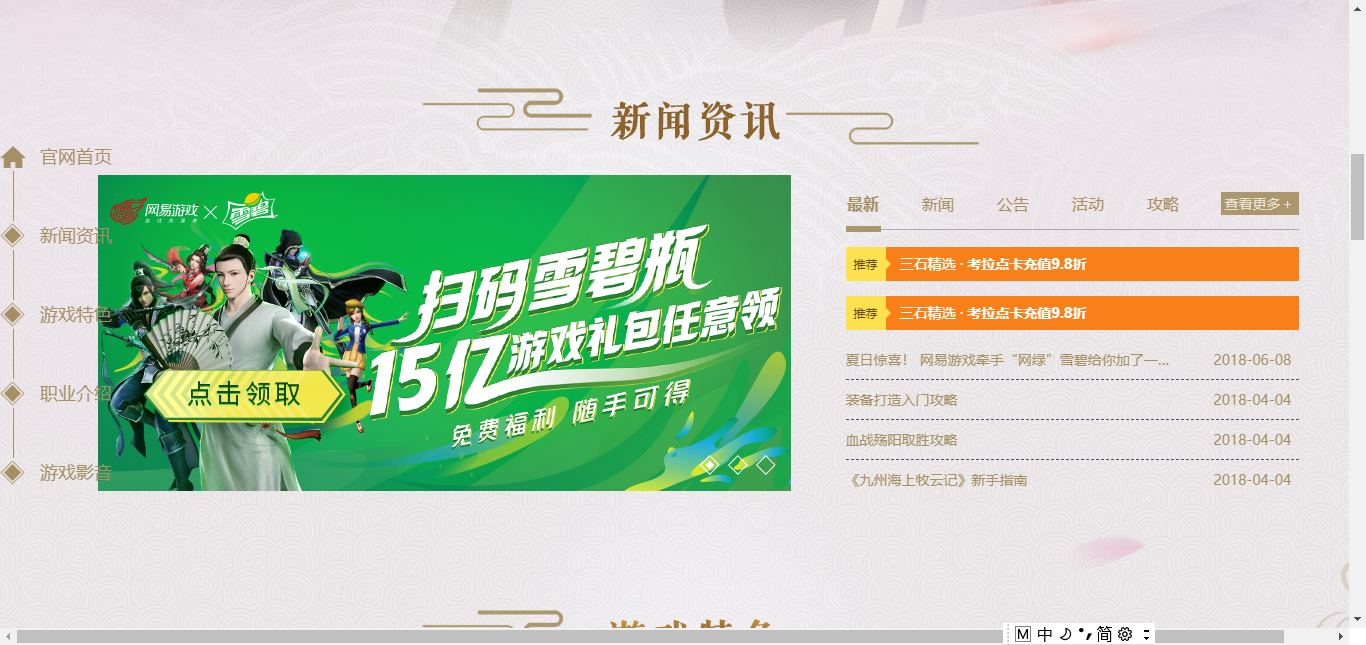 新闻资讯
官网首页
新闻资讯
游戏特色
职业介绍
游戏影音
网易游戏×雪碧
扫码雪碧瓶
15亿游戏礼包任意领
免费福利 随手可得
点击领取
最新 新闻 公告 活动 攻略 查看更多 +
推荐 三石精选 · 考拉点卡充值9.8折
推荐 三石精选 · 考拉点卡充值9.8折
夏日惊喜！ 网易游戏牵手“网绿”雪碧给你加了一... 2018-06-08
装备打造入门攻略 2018-04-04
血战殇阳取胜攻略 2018-04-04
《九州海上牧云记》新手指南 2018-04-04
游戏特色
M 中 简